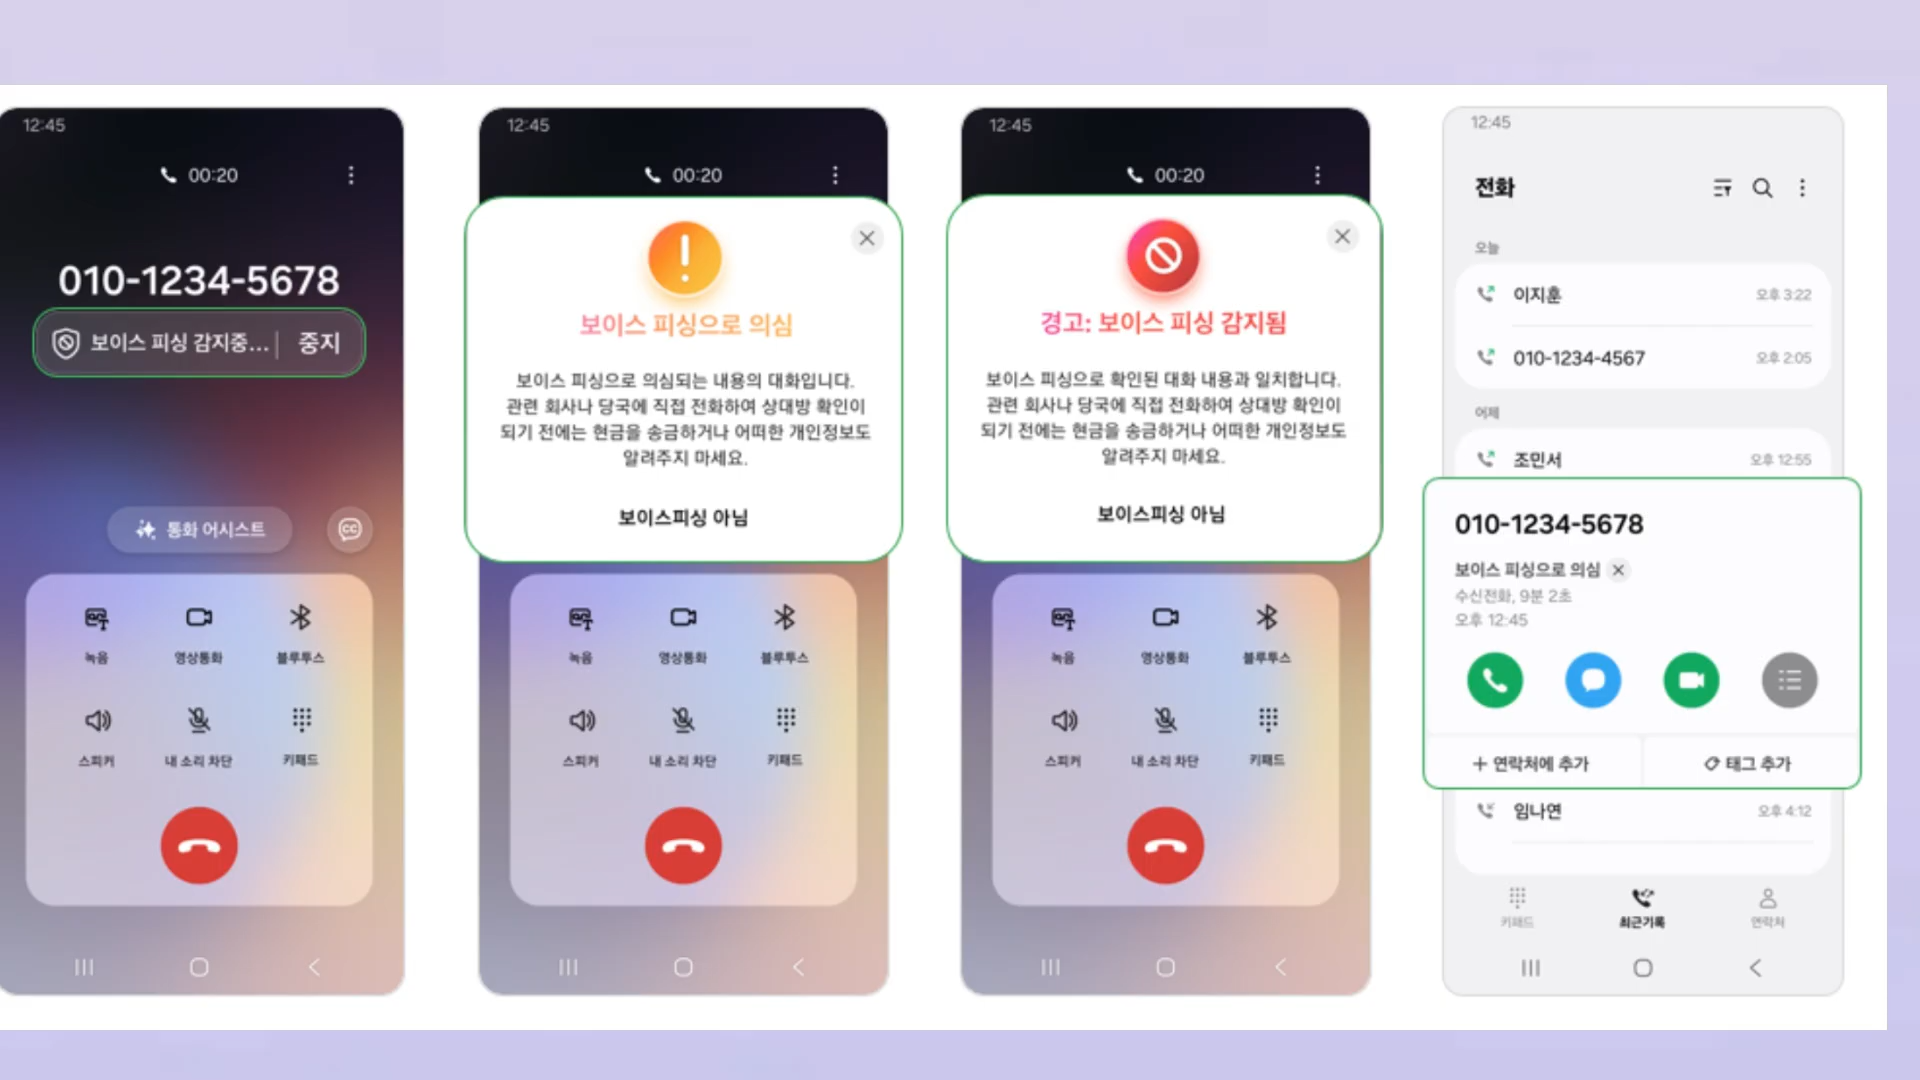 12:45
00:20
010-1234-5678
보이스 피싱 감지중... | 중지
통화 어시스트
CC
녹음 영상통화 블루투스
스피커 내 소리 차단 키패드
12:45
00:20
보이스 피싱으로 의심
보이스 피싱으로 의심되는 내용의 대화입니다.
관련 회사나 당국에 직접 전화하여 상대방 확인이
되기 전에는 현금을 송금하거나 어떠한 개인정보도
알려주지 마세요.
보이스피싱 아님
녹음 영상통화 블루투스
스피커 내 소리 차단 키패드
12:45
00:20
경고: 보이스 피싱 감지됨
보이스 피싱으로 확인된 대화 내용과 일치합니다.
관련 회사나 당국에 직접 전화하여 상대방 확인이
되기 전에는 현금을 송금하거나 어떠한 개인정보도
알려주지 마세요.
보이스피싱 아님
녹음 영상통화 블루투스
스피커 내 소리 차단 키패드
12:45
전화
오늘
이지훈 오후 3:22
010-1234-4567 오후 2:05
어제
조민서 오후 12:55
010-1234-5678
보이스 피싱으로 의심
수신전화, 9분 2초
오후 12:45
+ 연락처에 추가 태그 추가
임나연 오후 4:12
키패드 최근기록 연락처